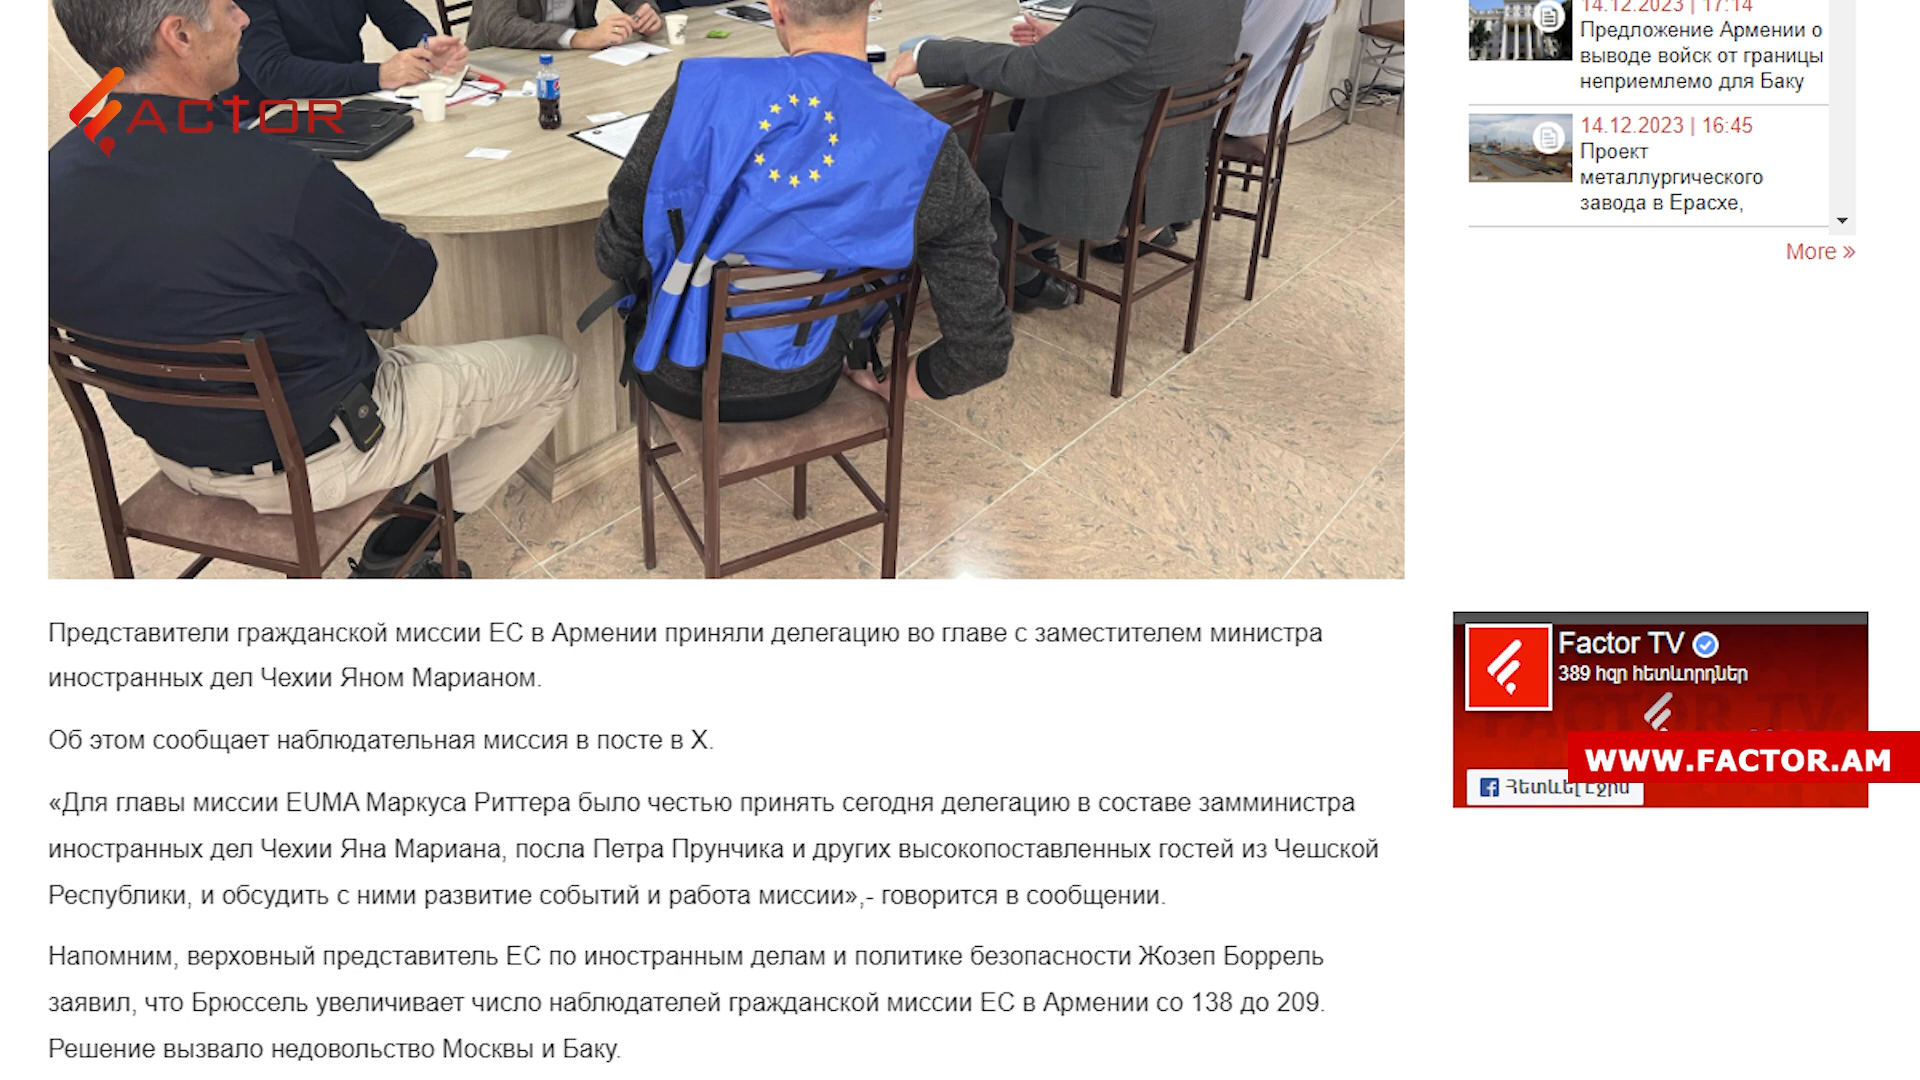 FACTOR
14.12.2023 | 17:14
Предложение Армении о
выводе войск от границы
неприемлемо для Баку
14.12.2023 | 16:45
Проект
металлургического
завода в Ерасхе,
More »
Представители гражданской миссии ЕС в Армении приняли делегацию во главе с заместителем министра
иностранных дел Чехии Яном Марианом.
Об этом сообщает наблюдательная миссия в посте в X.
«Для главы миссии EUMA Маркуса Риттера было честью принять сегодня делегацию в составе замминистра
иностранных дел Чехии Яна Мариана, посла Петра Прунчика и других высокопоставленных гостей из Чешской
Республики, и обсудить с ними развитие событий и работа миссии»,- говорится в сообщении.
Напомним, верховный представитель ЕС по иностранным делам и политике безопасности Жозеп Боррель
заявил, что Брюссель увеличивает число наблюдателей гражданской миссии ЕС в Армении со 138 до 209.
Решение вызвало недовольство Москвы и Баку.
Factor TV
389 հզր հետևորդներ
FACTOR TV
WWW.FACTOR.AM
Հետևել էջին